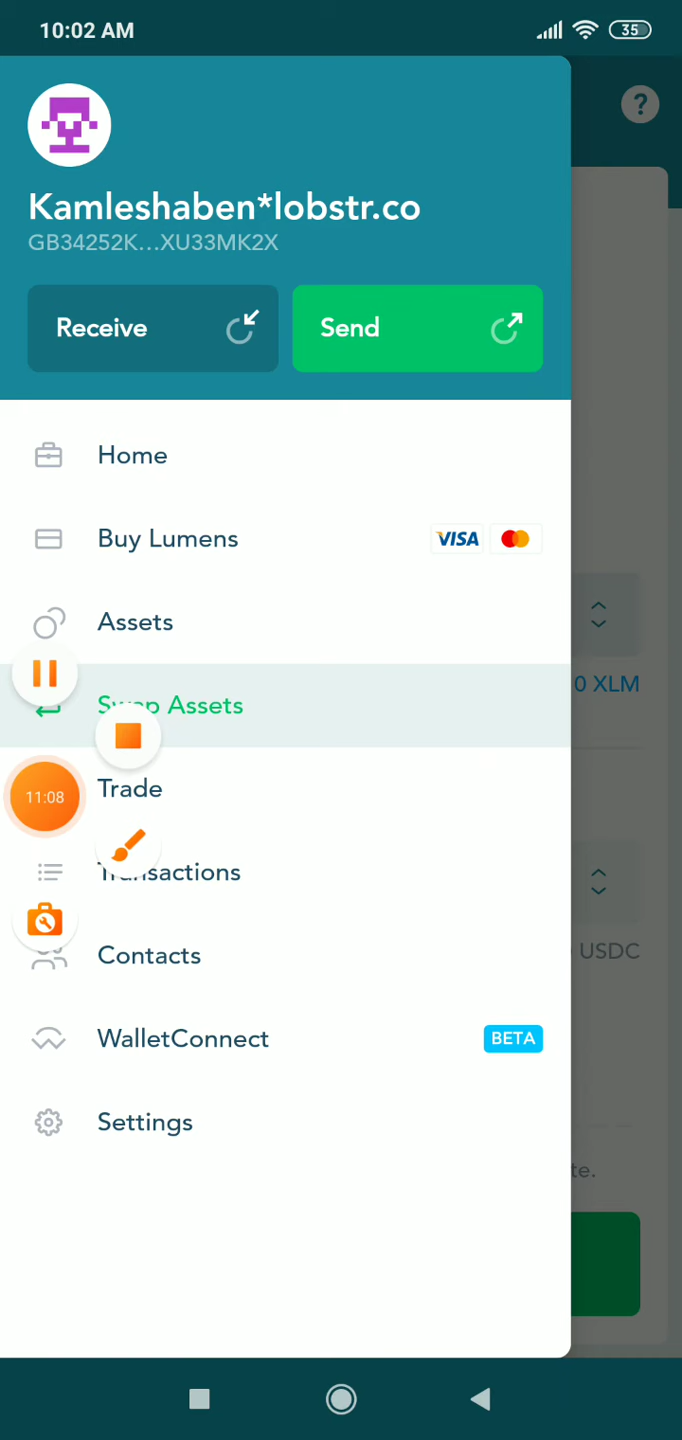 10:02 AM
35
?
Kamleshaben*lobstr.co
GB34252K...XU33MK2X
Receive
Send
Home
Buy Lumens
VISA
Assets
0 XLM
Swap Assets
Trade
11:08
Transactions
Contacts
USDC
WalletConnect
BETA
Settings
te.